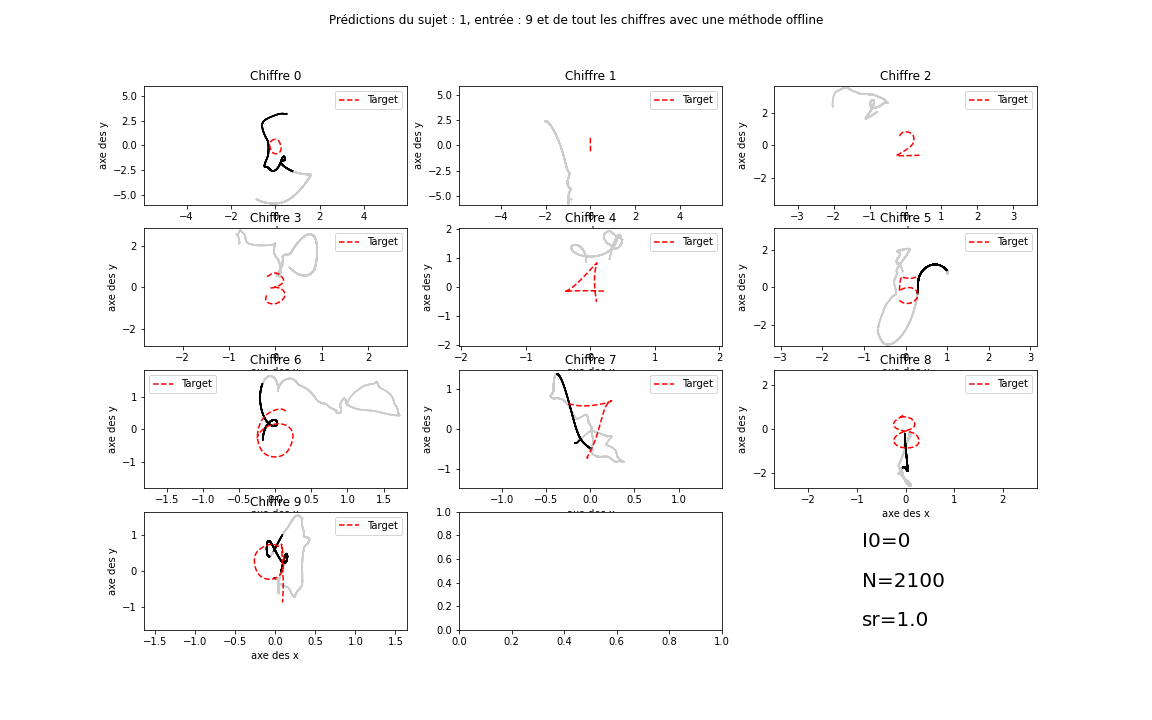 Prédictions du sujet : 1, entrée : 9 et de tout les chiffres avec une méthode offline
Chiffre 0
Chiffre 1
Chiffre 2
Target
Target
Target
axe des y
axe des y
axe des y
5.0
2.5
0.0
−2.5
−5.0
5.0
2.5
0.0
−2.5
−5.0
2
0
−2
−4 −2 0 2 4
−4 −2 0 2 4
−3 −2 −1 0 1 2 3
Chiffre 3
Chiffre 4
Chiffre 5
Target
Target
Target
axe des y
axe des y
axe des y
2
0
−2
2
1
0
−1
−2
2
0
−2
−2 −1 0 1 2
−2 −1 0 1 2
−3 −2 −1 0 1 2 3
Chiffre 6
Chiffre 7
Chiffre 8
Target
Target
Target
axe des y
axe des y
axe des y
1
0
−1
1
0
−1
2
0
−2
−1.5 −1.0 −0.5 0.0 0.5 1.0 1.5
−1.0 −0.5 0.0 0.5 1.0
−2 −1 0 1 2
axe des x
Chiffre 9
Target
axe des y
1
0
−1
−1.5 −1.0 −0.5 0.0 0.5 1.0 1.5
axe des x
1.0
0.8
0.6
0.4
0.2
0.0
0.0 0.2 0.4 0.6 0.8 1.0
I0=0
N=2100
sr=1.0